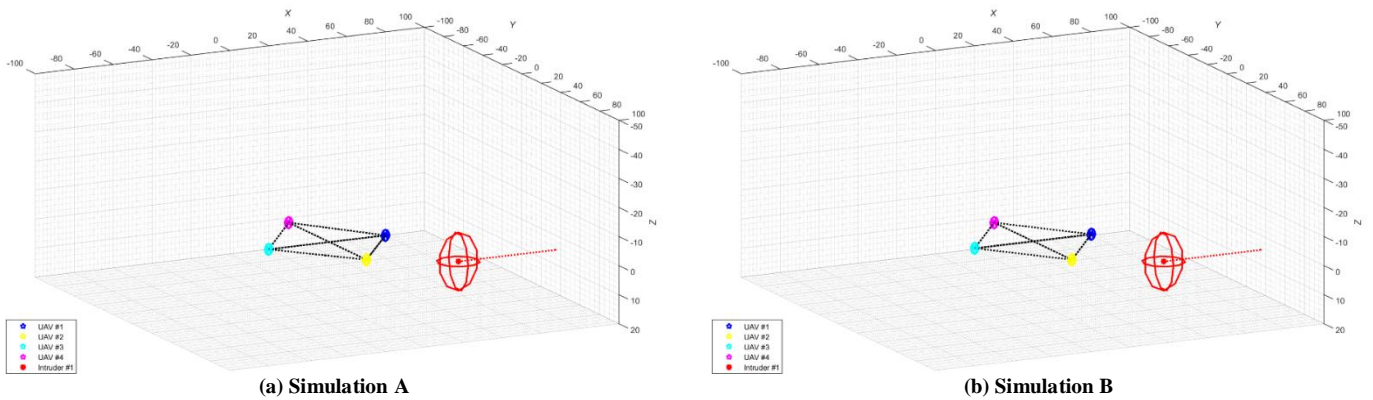 X
Y
-100 -80 -60 -40 -20 0 20 40 60 80 100
-100 -80 -60 -40 -20 0 20 40 60 80 100
-50 -40 -30 -20 -10 0 10 20
Z
UAV #1
UAV #2
UAV #3
UAV #4
Intruder #1
(a) Simulation A
X
Y
-100 -80 -60 -40 -20 0 20 40 60 80 100
-100 -80 -60 -40 -20 0 20 40 60 80 100
-50 -40 -30 -20 -10 0 10 20
Z
UAV #1
UAV #2
UAV #3
UAV #4
Intruder #1
(b) Simulation B